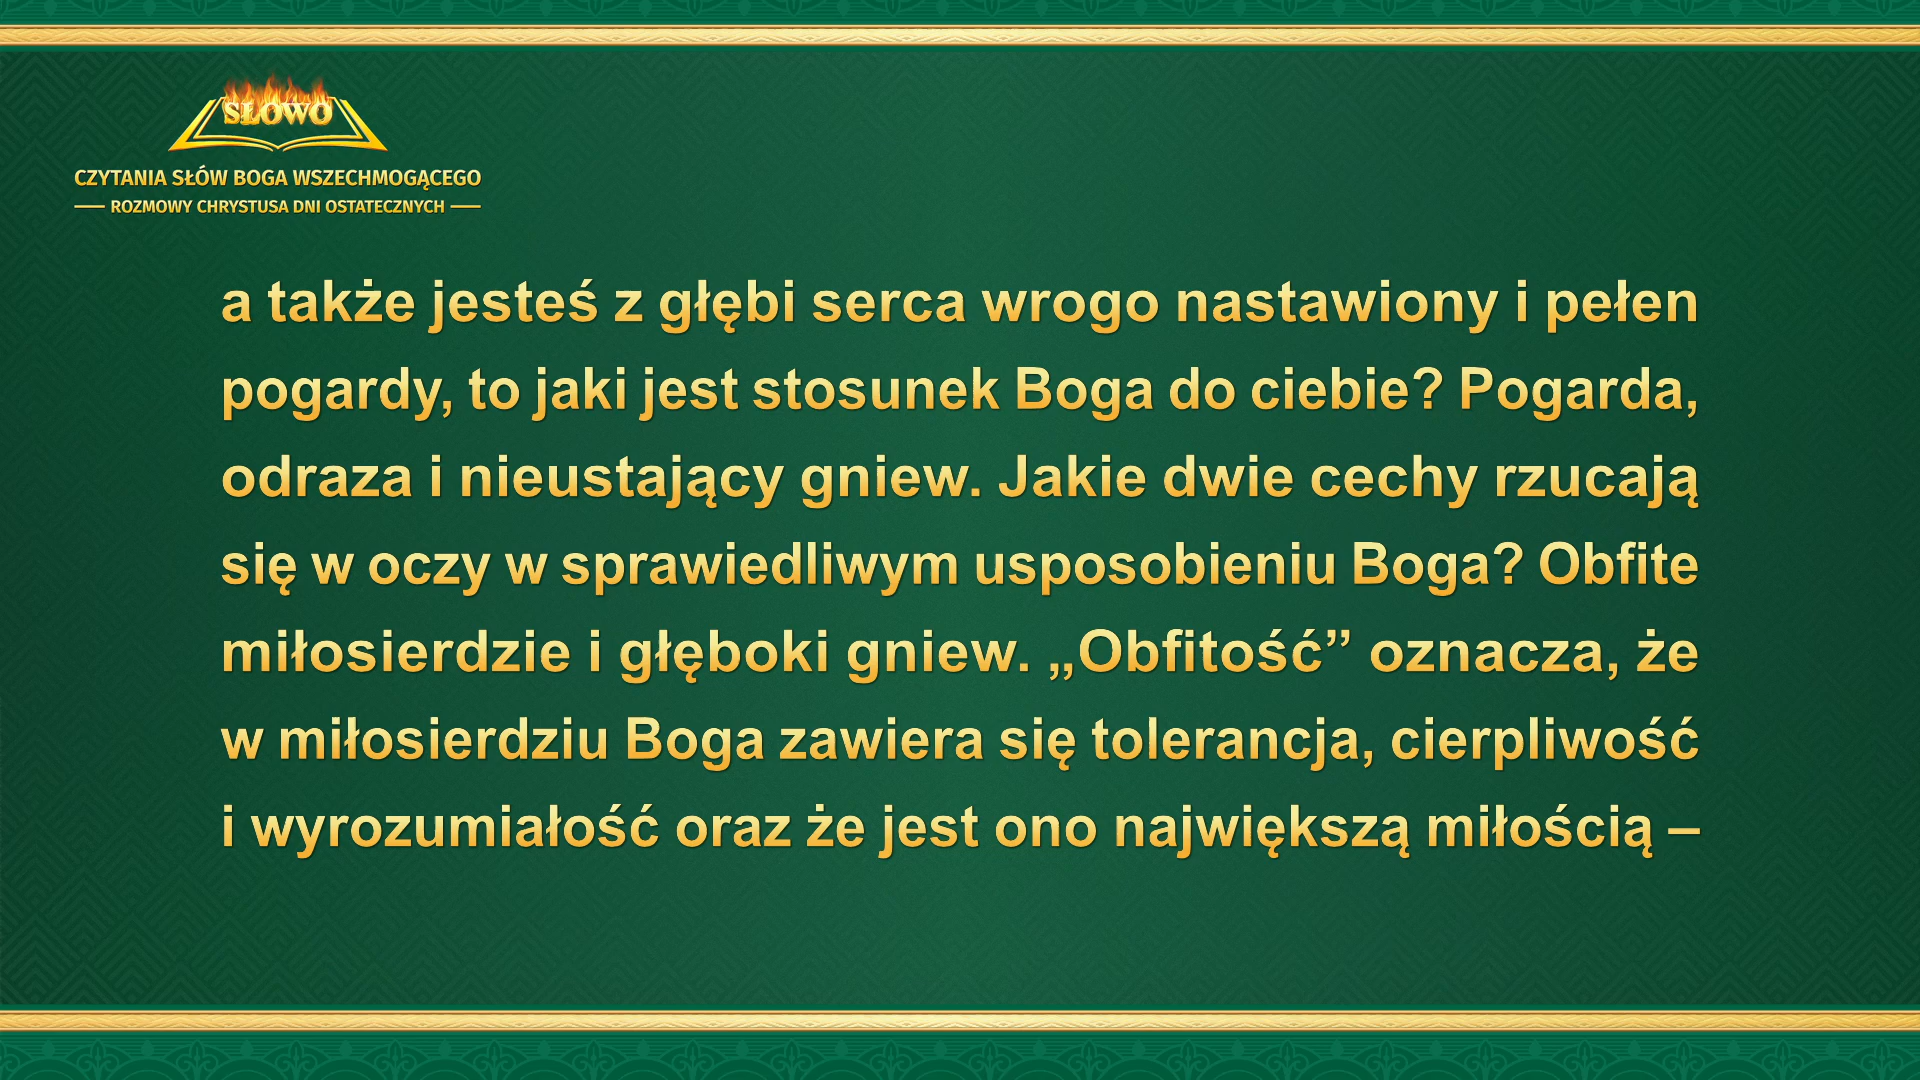 SŁOWO
CZYTANIA SŁÓW BOGA WSZECHMOGĄCEGO
ROZMOWY CHRYSTUSA DNI OSTATECZNYCH
a także jesteś z głębi serca wrogo nastawiony i pełen
pogardy, to jaki jest stosunek Boga do ciebie? Pogarda,
odraza i nieustający gniew. Jakie dwie cechy rzucają
się w oczy w sprawiedliwym usposobieniu Boga? Obfite
miłosierdzie i głęboki gniew. „Obfitość” oznacza, że
w miłosierdziu Boga zawiera się tolerancja, cierpliwość
i wyrozumiałość oraz że jest ono największą miłością –